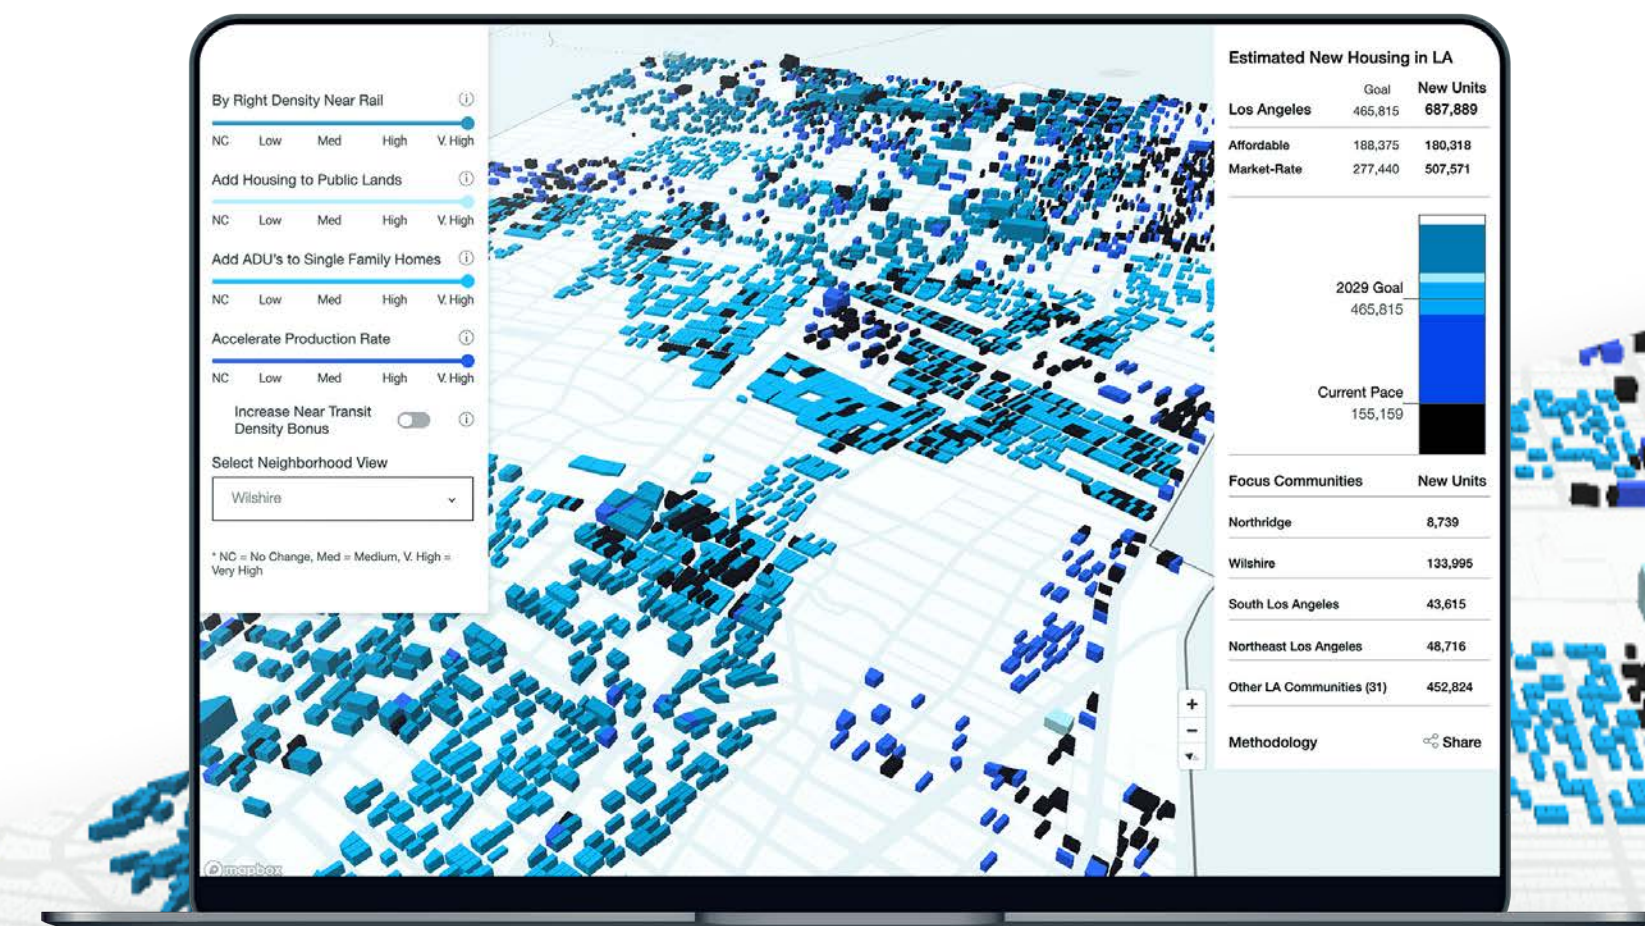 By Right Density Near Rail
NC Low Med High V. High
Add Housing to Public Lands
NC Low Med High V. High
Add ADU's to Single Family Homes
NC Low Med High V. High
Accelerate Production Rate
NC Low Med High V. High
Increase Near Transit
Density Bonus
Select Neighborhood View
Wilshire
* NC = No Change, Med = Medium, V. High =
Very High
mapbox
Estimated New Housing in LA
Goal New Units
Los Angeles 465,815 687,889
Affordable 188,375 180,318
Market-Rate 277,440 507,571
2029 Goal
465,815
Current Pace
155,159
Focus Communities New Units
Northridge 8,739
Wilshire 133,995
South Los Angeles 43,615
Northeast Los Angeles 48,716
Other LA Communities (31) 452,824
Methodology Share